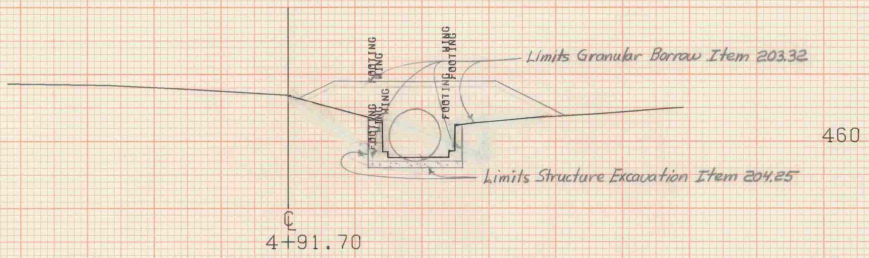 WING
FOOTING
FOOTING
WING
Limits Granular Borrow Item 203.32
WING
FOOTING
FOOTING
WING
460
Limits Structure Excavation Item 204.25
℄
4+91.70